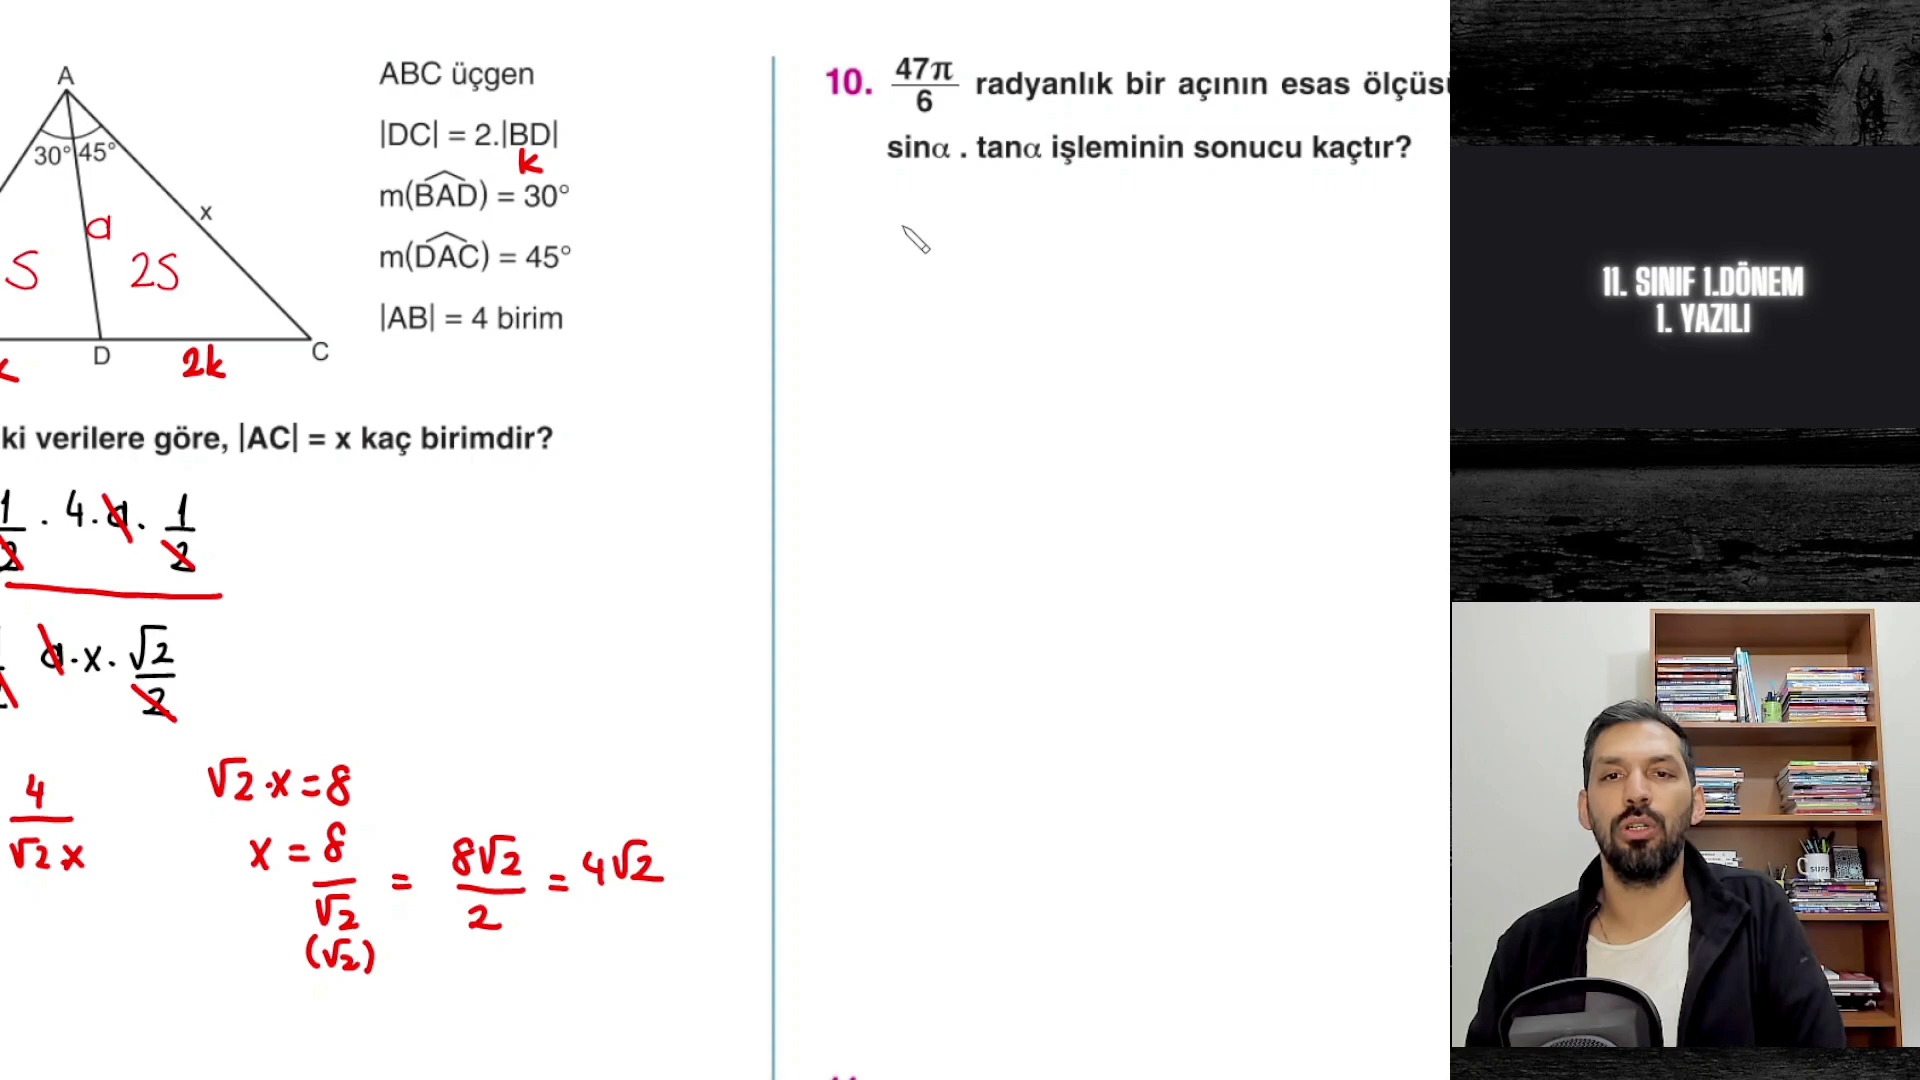 A
30° 45°
x
a
S
2S
D
C
2k
ABC üçgen
|DC| = 2.|BD|
k
m(BAD) = 30°
m(DAC) = 45°
|AB| = 4 birim
ki verilere göre, |AC| = x kaç birimdir?
1/2 . 4 . a . 1/2
a . x . √2/2
4/√2x
√2 . x = 8
x = 8/√2 = 8√2/2 = 4√2
(√2)
10. 47π/6 radyanlık bir açının esas ölçüsü
sinα . tanα işleminin sonucu kaçtır?
11. SINIF 1.DÖNEM
1. YAZILI